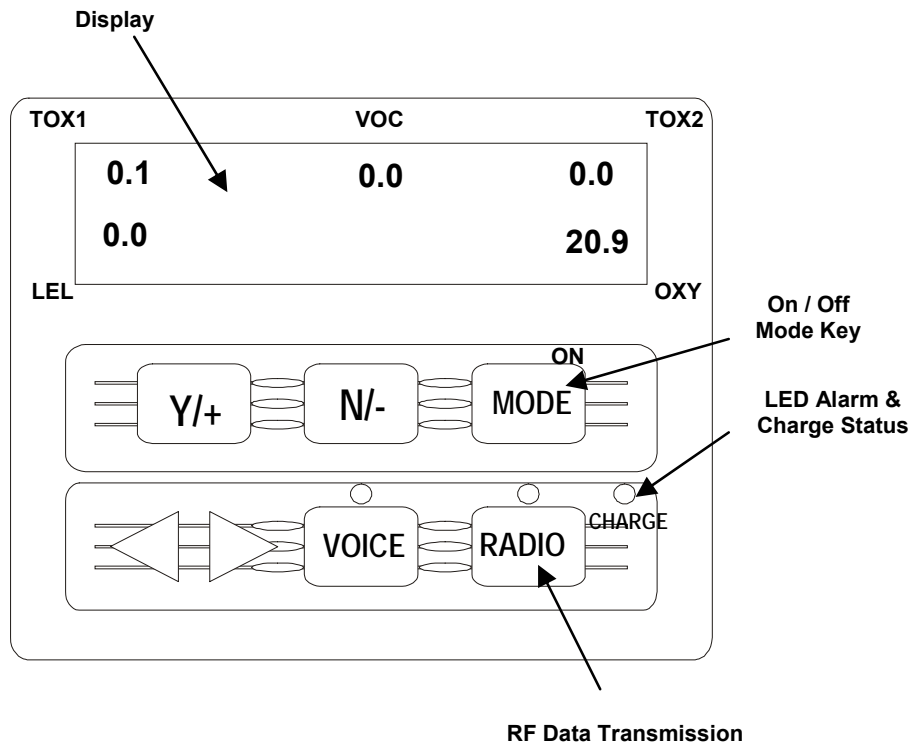 Display
TOX1 VOC TOX2
0.1 0.0 0.0
0.0 20.9
LEL OXY
On / Off
Mode Key
ON
Y/+ N/- MODE
LED Alarm &
Charge Status
CHARGE
VOICE RADIO
RF Data Transmission